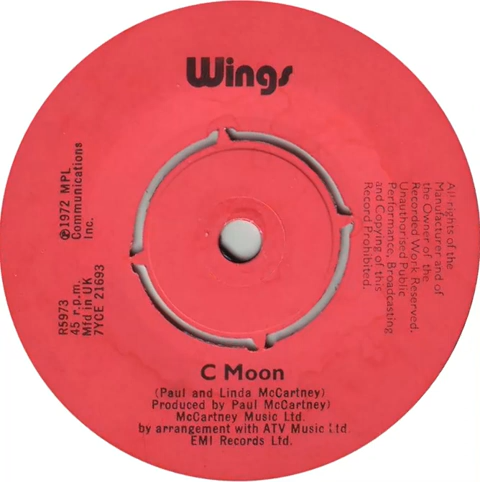 Wings
℗1972 MPL
Communications
Inc.
R5973
45 r.p.m.
Mfd in UK
7YCE 21693
All rights of the
Manufacturer and of
the Owner of the
Recorded Work Reserved.
Unauthorised Public
Performance, Broadcasting
and Copying of this
Record Prohibited.
C Moon
(Paul and Linda McCartney)
Produced by Paul McCartney)
McCartney Music Ltd.
by arrangement with ATV Music Ltd
EMI Records Ltd.